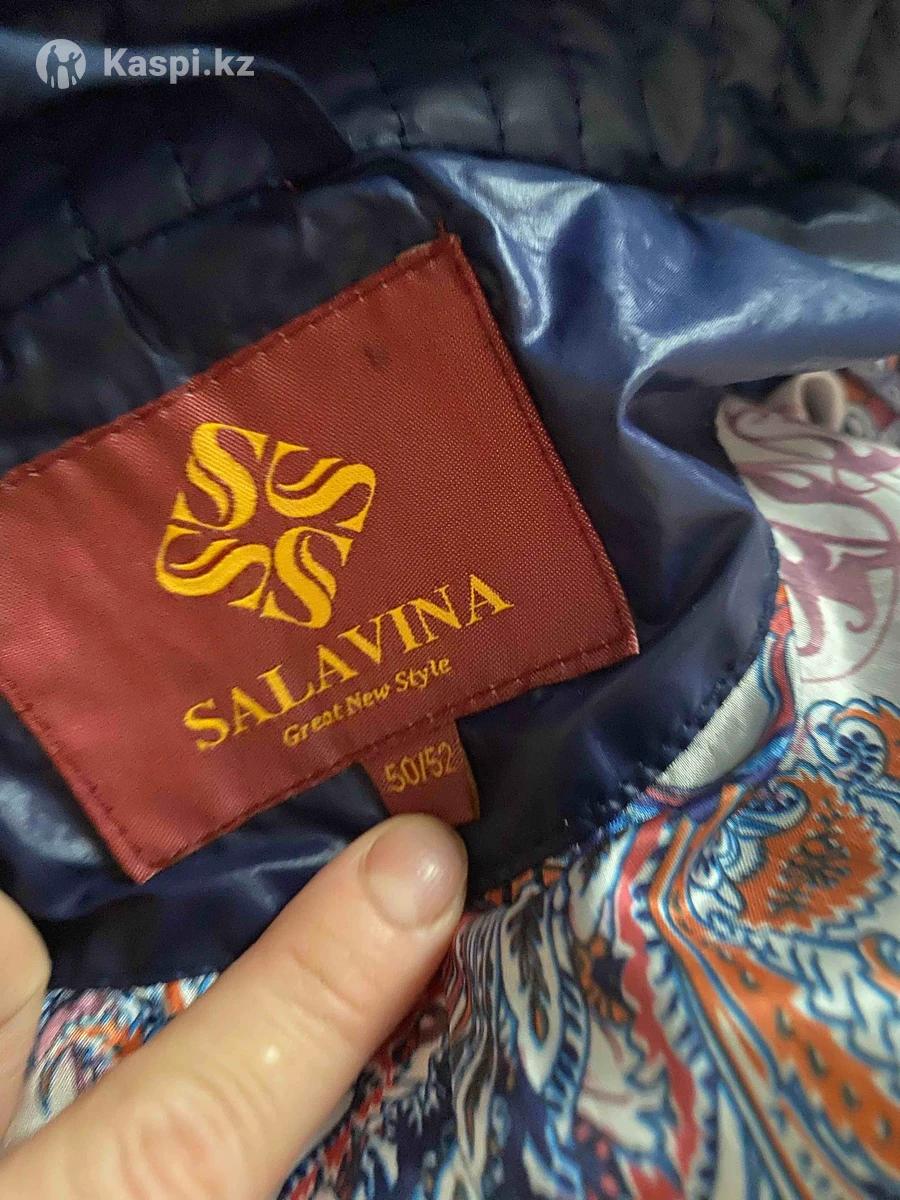 Kaspi.kz
SALAVINA
Great New Style
50/52